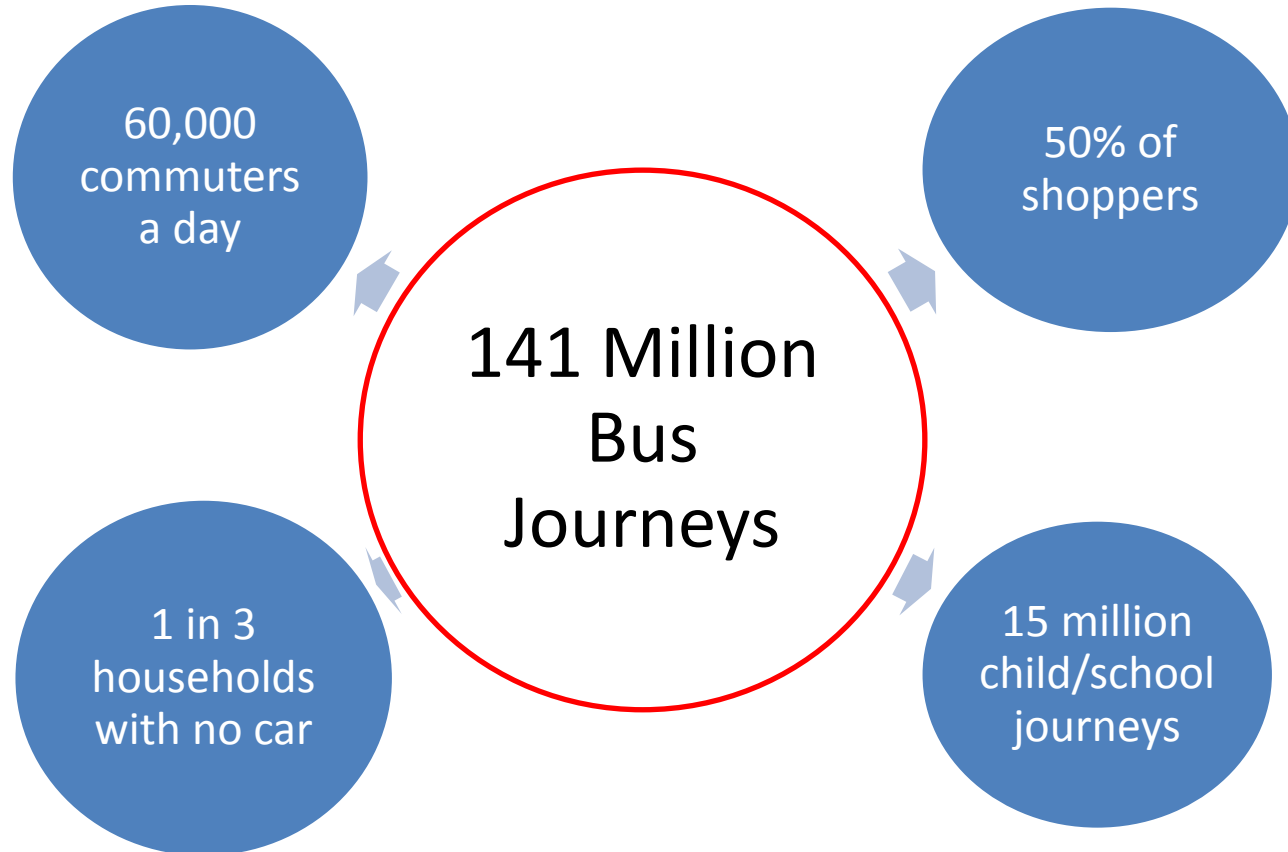 60,000
commuters
a day
50% of
shoppers
141 Million
Bus
Journeys
1 in 3
households
with no car
15 million
child/school
journeys